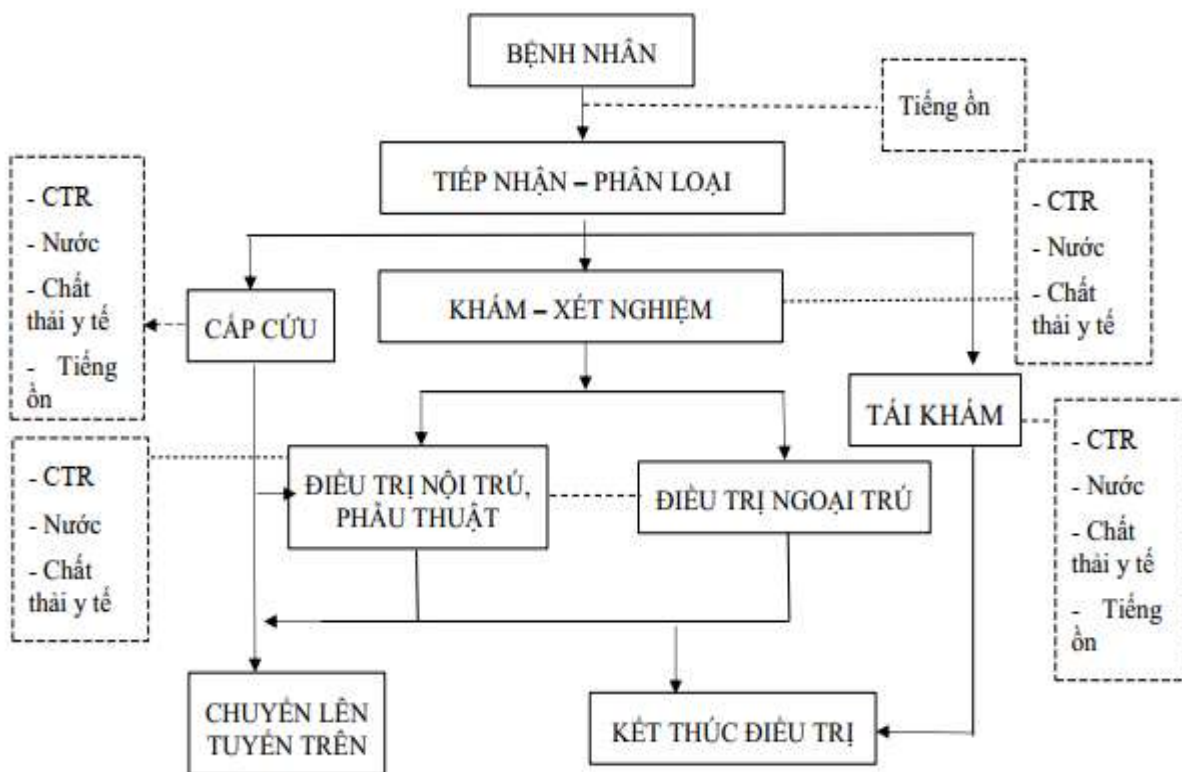 BỆNH NHÂN
Tiếng ồn
TIẾP NHẬN – PHÂN LOẠI
- CTR
- Nước
- Chất
thải y tế
- Tiếng
ồn
- CTR
- Nước
- Chất
thải y tế
CẤP CỨU
KHÁM – XÉT NGHIỆM
TÁI KHÁM
- CTR
- Nước
- Chất
thải y tế
ĐIỀU TRỊ NỘI TRÚ,
PHẪU THUẬT
ĐIỀU TRỊ NGOẠI TRÚ
- CTR
- Nước
- Chất
thải y tế
- Tiếng
ồn
CHUYỂN LÊN
TUYẾN TRÊN
KẾT THÚC ĐIỀU TRỊ